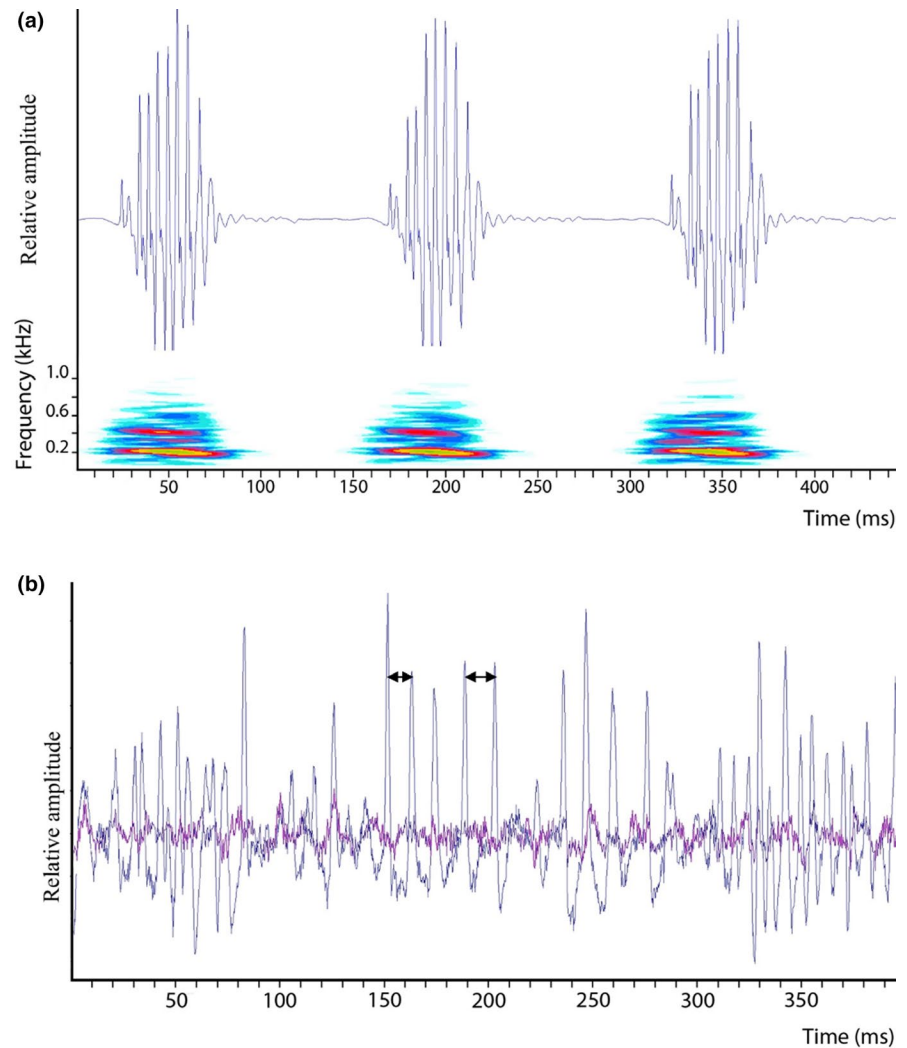 (a)
Relative amplitude
Frequency (kHz)
1.0
0.6
0.2
50 100 150 200 250 300 350 400
Time (ms)
(b)
Relative amplitude
50 100 150 200 250 300 350
Time (ms)